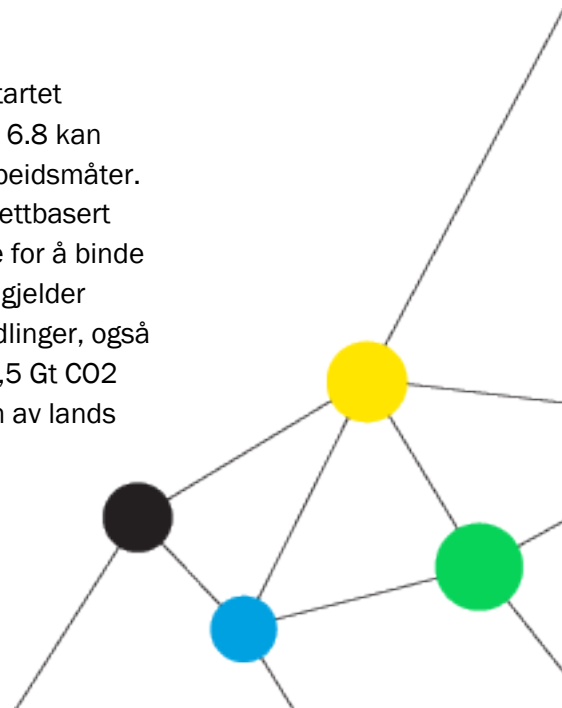 tartet
6.8 kan
beidsmåter.
ettbasert
e for å binde
gjelder
dlinger, også
,5 Gt CO2
n av lands